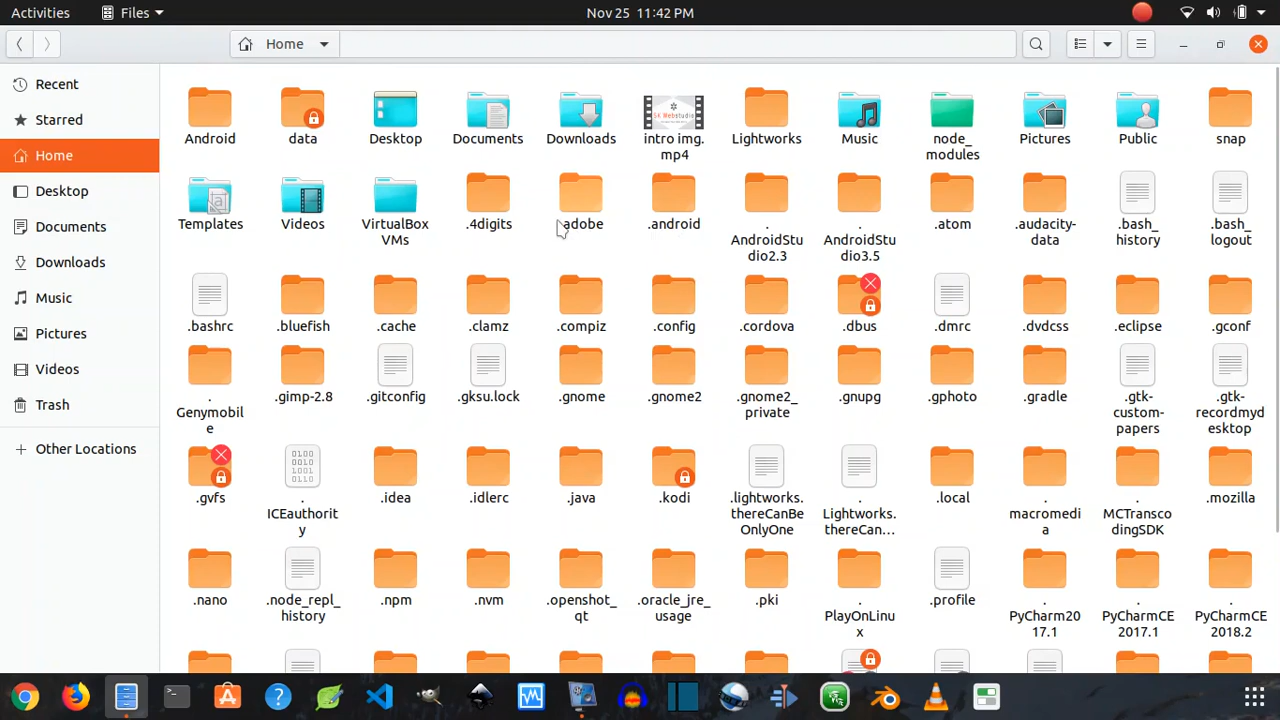 Activities
Files
Nov 25 11:42 PM
Home
Recent
Starred
Home
Desktop
Documents
Downloads
Music
Pictures
Videos
Trash
Other Locations
Android
data
Desktop
Documents
Downloads
intro img.
mp4
SK Webstudio
Lightworks
Music
node_
modules
Pictures
Public
snap
Templates
Videos
VirtualBox
VMs
.4digits
.adobe
.android
.
AndroidStu
dio2.3
.
AndroidStu
dio3.5
.atom
.audacity-
data
.bash_
history
.bash_
logout
.bashrc
.bluefish
.cache
.clamz
.compiz
.config
.cordova
.dbus
.dmrc
.dvdcss
.eclipse
.gconf
.
Genymobil
e
.gimp-2.8
.gitconfig
.gksu.lock
.gnome
.gnome2
.gnome2_
private
.gnupg
.gphoto
.gradle
.gtk-
custom-
papers
.gtk-
recordmyd
esktop
.gvfs
0100
0010
1001
0110
.
ICEauthorit
y
.idea
.idlerc
.java
.kodi
.lightworks.
thereCanBe
OnlyOne
.
Lightworks.
thereCan...
.local
.
macromedi
a
.
MCTransco
dingSDK
.mozilla
.nano
.node_repl_
history
.npm
.nvm
.openshot_
qt
.oracle_jre_
usage
.pki
.
PlayOnLinu
x
.profile
.
PyCharm20
17.1
.
PyCharmCE
2017.1
.
PyCharmCE
2018.2